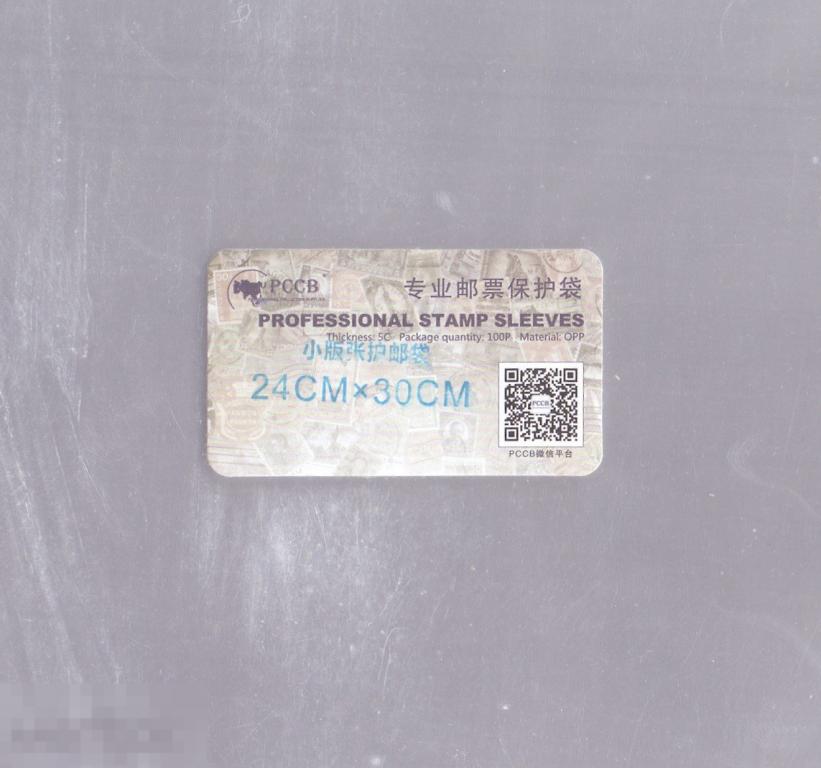 PCCB
专业邮票保护袋
PROFESSIONAL STAMP SLEEVES
Thickness: 5C Package quantity: 100P Material: OPP
小版张护邮袋
24CM×30CM
PCCB
PCCB微信平台